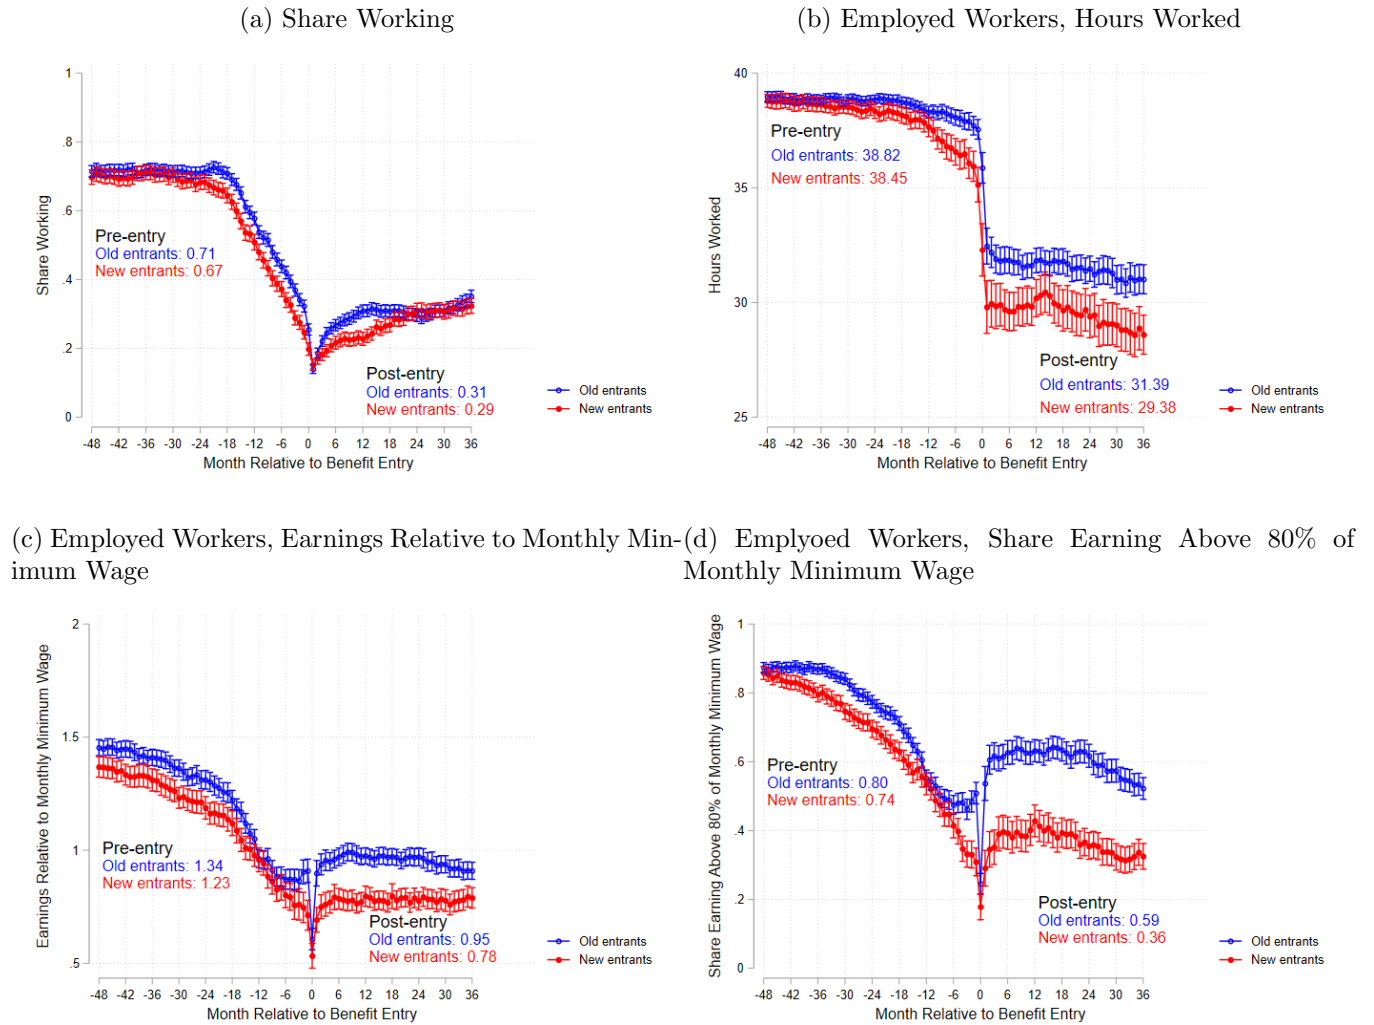 (a) Share Working
1
.8
.6
.4
.2
0
Share Working
Pre-entry
Old entrants: 0.71
New entrants: 0.67
Post-entry
Old entrants: 0.31
New entrants: 0.29
Old entrants
New entrants
-48 -42 -36 -30 -24 -18 -12 -6 0 6 12 18 24 30 36
Month Relative to Benefit Entry
(b) Employed Workers, Hours Worked
40
35
30
25
Hours Worked
Pre-entry
Old entrants: 38.82
New entrants: 38.45
Post-entry
Old entrants: 31.39
New entrants: 29.38
Old entrants
New entrants
-48 -42 -36 -30 -24 -18 -12 -6 0 6 12 18 24 30 36
Month Relative to Benefit Entry
(c) Employed Workers, Earnings Relative to Monthly Min-
imum Wage
2
1.5
1
.5
Earnings Relative to Monthly Minimum Wage
Pre-entry
Old entrants: 1.34
New entrants: 1.23
Post-entry
Old entrants: 0.95
New entrants: 0.78
Old entrants
New entrants
-48 -42 -36 -30 -24 -18 -12 -6 0 6 12 18 24 30 36
Month Relative to Benefit Entry
(d) Emplyoed Workers, Share Earning Above 80% of
Monthly Minimum Wage
1
.8
.6
.4
.2
0
Share Earning Above 80% of Monthly Minimum Wage
Pre-entry
Old entrants: 0.80
New entrants: 0.74
Post-entry
Old entrants: 0.59
New entrants: 0.36
Old entrants
New entrants
-48 -42 -36 -30 -24 -18 -12 -6 0 6 12 18 24 30 36
Month Relative to Benefit Entry